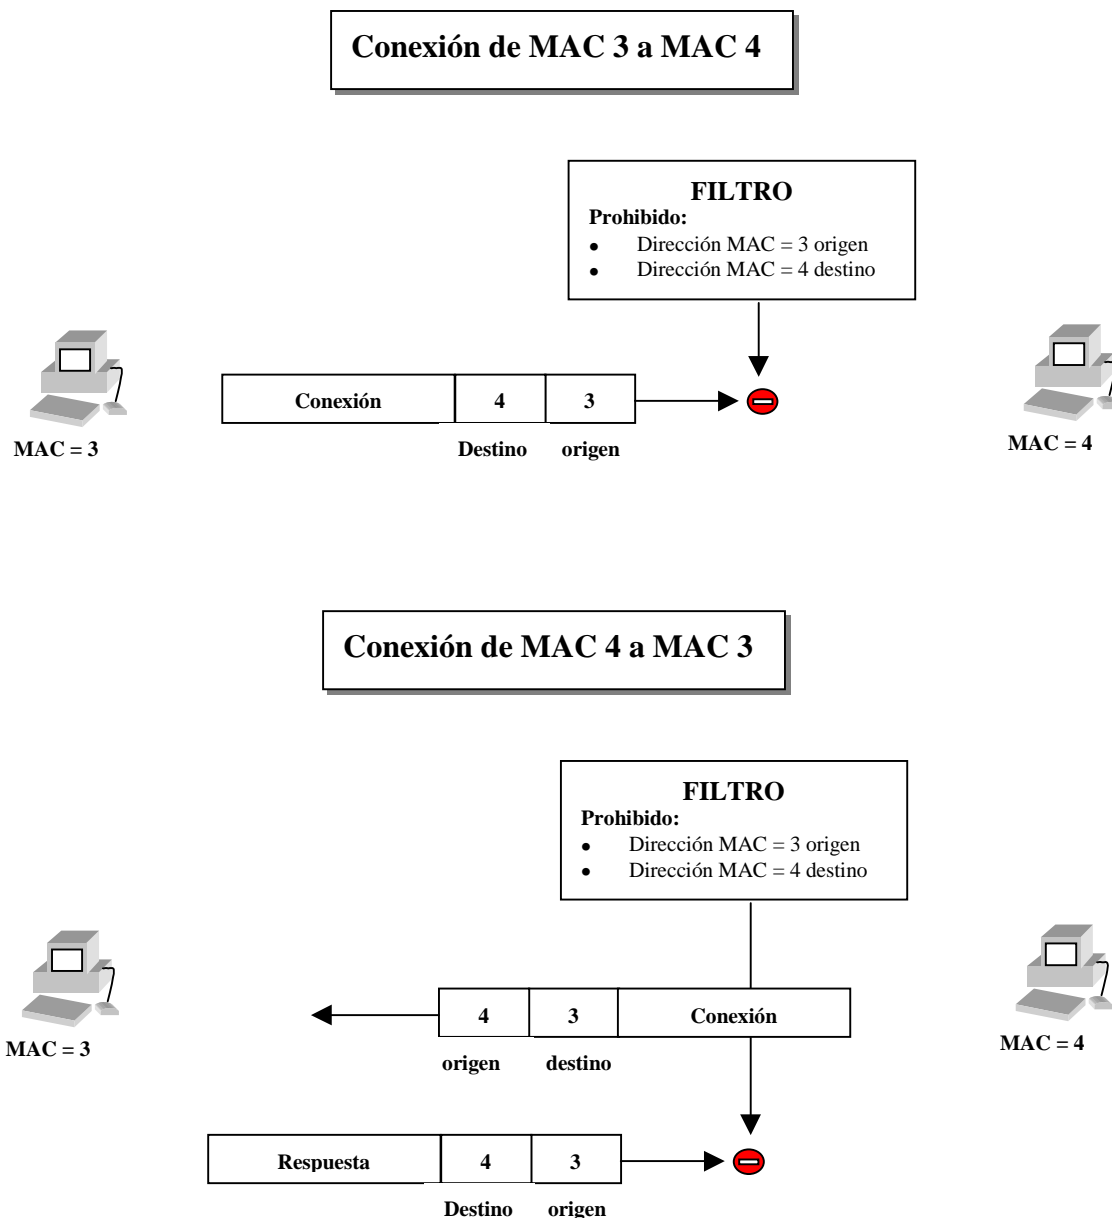 Conexión de MAC 3 a MAC 4
FILTRO
Prohibido:
• Dirección MAC = 3 origen
• Dirección MAC = 4 destino
Conexión 4 3
Destino origen
MAC = 3
MAC = 4
Conexión de MAC 4 a MAC 3
FILTRO
Prohibido:
• Dirección MAC = 3 origen
• Dirección MAC = 4 destino
4 3 Conexión
origen destino
MAC = 3
MAC = 4
Respuesta 4 3
Destino origen